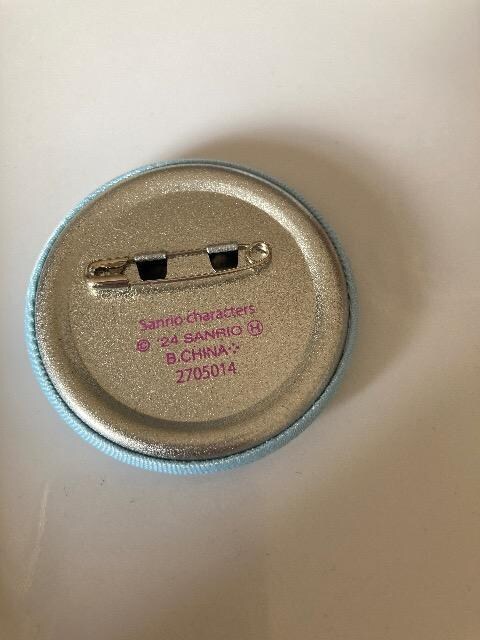 Sanrio characters
© '24 SANRIO Ⓗ
B.CHINA∵
2705014